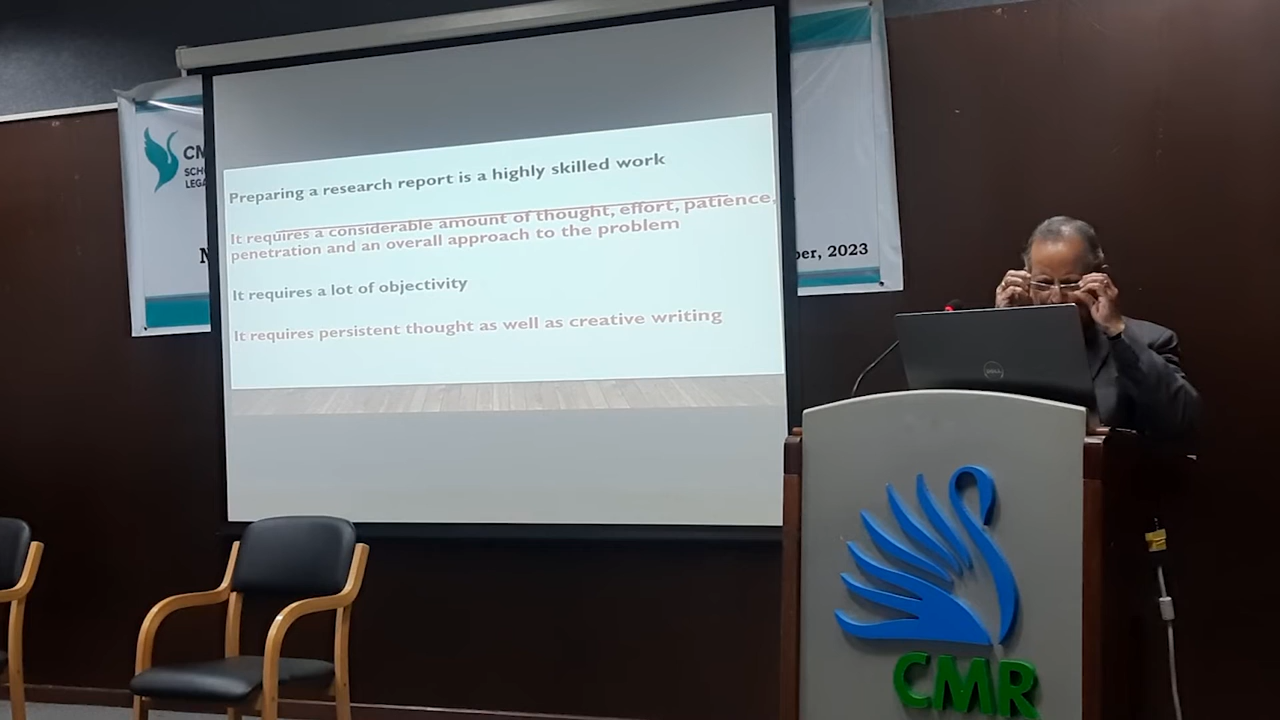 Preparing a research report is a highly skilled work
It requires a considerable amount of thought, effort, patience,
penetration and an overall approach to the problem
It requires a lot of objectivity
It requires persistent thought as well as creative writing
2023
DELL
CMR